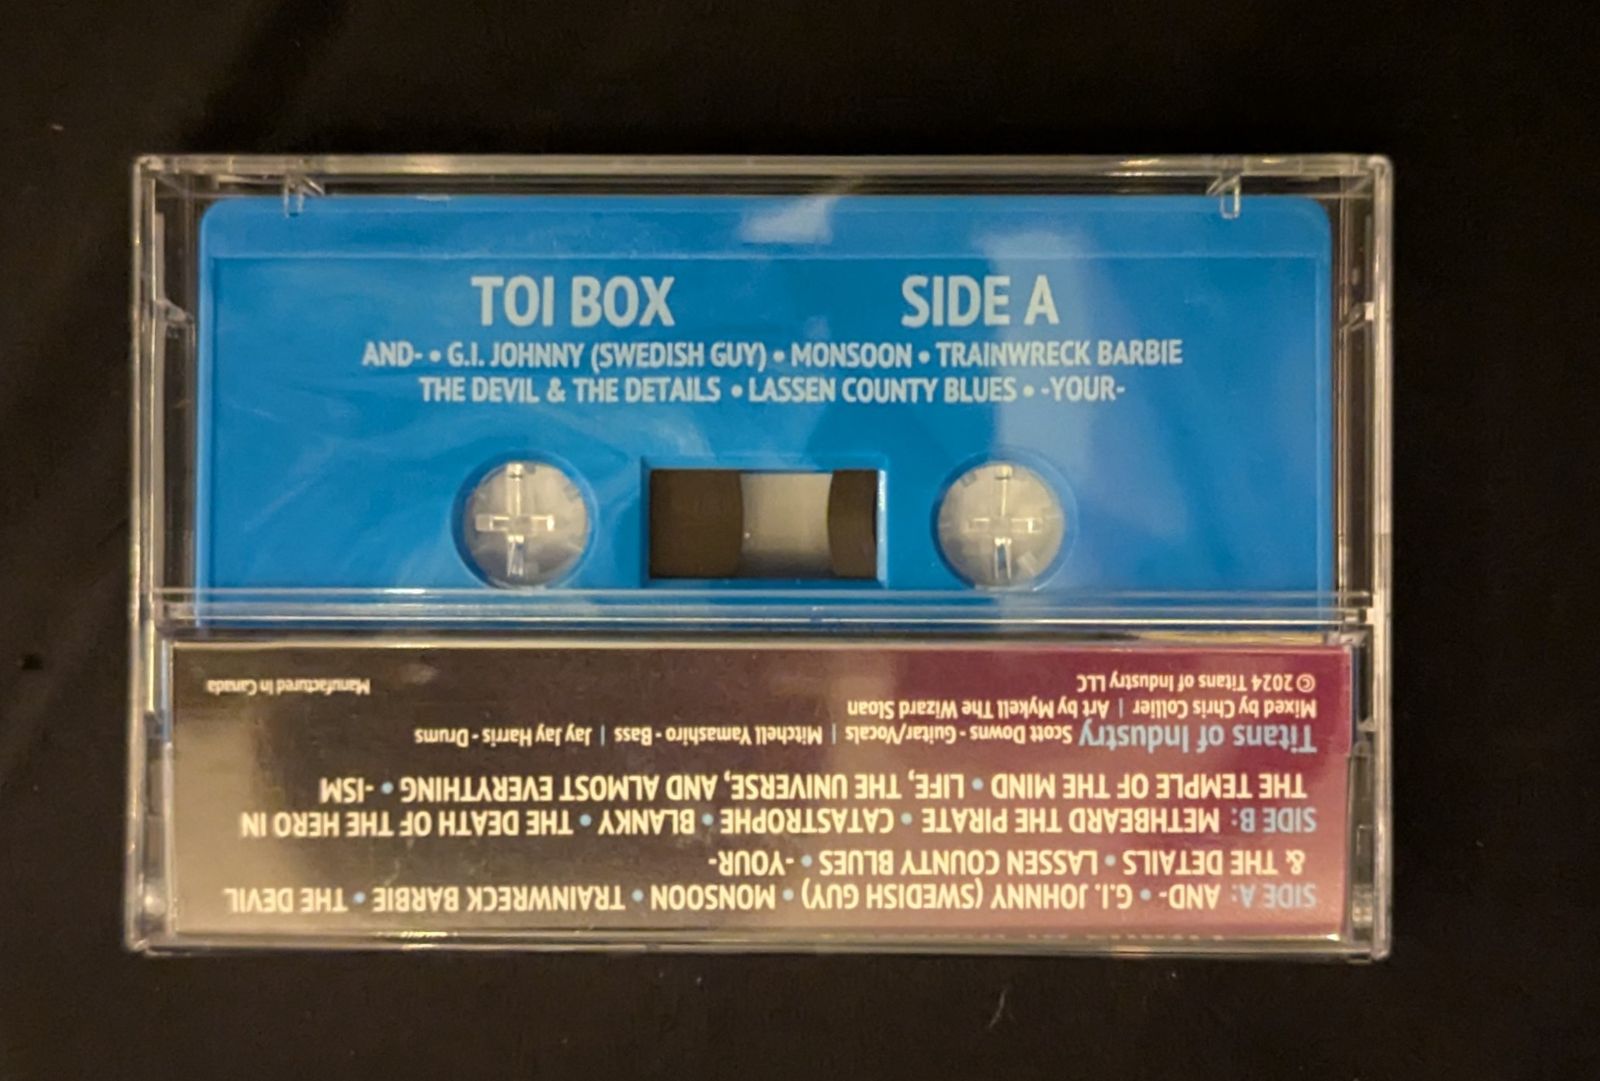 TOI BOX SIDE A
AND- • G.I. JOHNNY (SWEDISH GUY) • MONSOON • TRAINWRECK BARBIE
THE DEVIL & THE DETAILS • LASSEN COUNTY BLUES • -YOUR-
SIDE A: AND- • G.I. JOHNNY (SWEDISH GUY) • MONSOON • TRAINWRECK BARBIE • THE DEVIL
& THE DETAILS • LASSEN COUNTY BLUES • -YOUR-
SIDE B: METHBEARD THE PIRATE • CATASTROPHE • BLANKY • THE DEATH OF THE HERO IN
THE TEMPLE OF THE MIND • LIFE, THE UNIVERSE, AND ALMOST EVERYTHING • -ISM
Titans of Industry Scott Downs - Guitar/Vocals | Mitchell Yamashiro - Bass | Jay Jay Harris - Drums
Mixed by Chris Collier | Art by Mykell The Wizard Sloan
© 2024 Titans of Industry LLC Manufactured In Canada